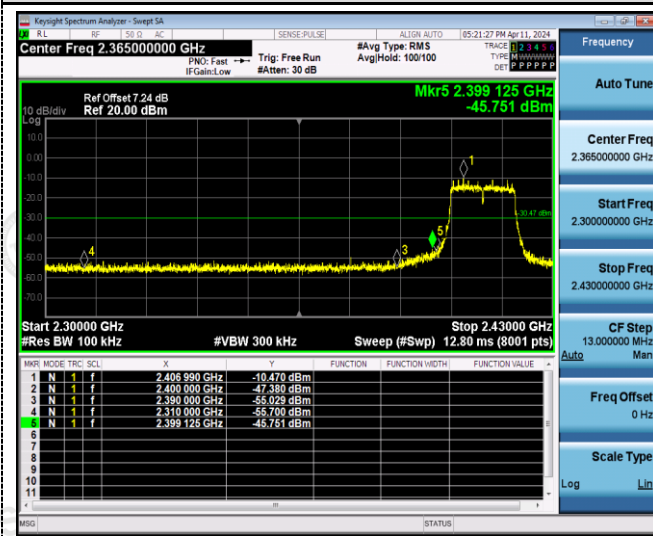 Keysight Spectrum Analyzer - Swept SA
RL RF 50 Ω AC SENSE:PULSE ALIGN AUTO 05:21:27 PM Apr 11, 2024
Center Freq 2.365000000 GHz
PNO: Fast
IFGain:Low
Trig: Free Run
#Atten: 30 dB
#Avg Type: RMS
Avg|Hold: 100/100
TRACE 1 2 3 4 5 6
TYPE M W W W W W
DET P P P P P P
Ref Offset 7.24 dB
Ref 20.00 dBm
10 dB/div
Log
Mkr5 2.399 125 GHz
-45.751 dBm
10.0
0.00
-10.0
-20.0
-30.0
-40.0
-50.0
-60.0
-70.0
1
-30.47 dBm
5
3
4
Start 2.30000 GHz Stop 2.43000 GHz
#Res BW 100 kHz #VBW 300 kHz Sweep (#Swp) 12.80 ms (8001 pts)
MKR MODE TRC SCL X Y FUNCTION FUNCTION WIDTH FUNCTION VALUE
1 N 1 f 2.406 990 GHz -10.470 dBm
2 N 1 f 2.400 000 GHz -47.380 dBm
3 N 1 f 2.390 000 GHz -55.029 dBm
4 N 1 f 2.310 000 GHz -55.700 dBm
5 N 1 f 2.399 125 GHz -45.751 dBm
6
7
8
9
10
11
MSG STATUS
Frequency
Auto Tune
Center Freq
2.365000000 GHz
Start Freq
2.300000000 GHz
Stop Freq
2.430000000 GHz
CF Step
13.000000 MHz
Auto Man
Freq Offset
0 Hz
Scale Type
Log Lin